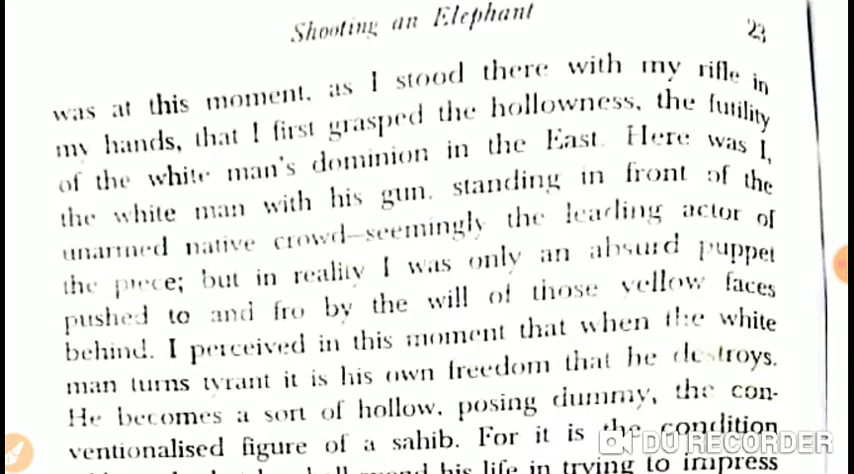 Shooting an Elephant
23
was at this moment, as I stood there with my rifle in
my hands, that I first grasped the hollowness, the futility
of the white man's dominion in the East. Here was I,
the white man with his gun, standing in front of the
unarmed native crowd—seemingly the leading actor of
the piece; but in reality I was only an absurd puppet
pushed to and fro by the will of those yellow faces
behind. I perceived in this moment that when the white
man turns tyrant it is his own freedom that he destroys.
He becomes a sort of hollow, posing dummy, the con-
ventionalised figure of a sahib. For it is the condition
his life in trying to impress
DU RECORDER